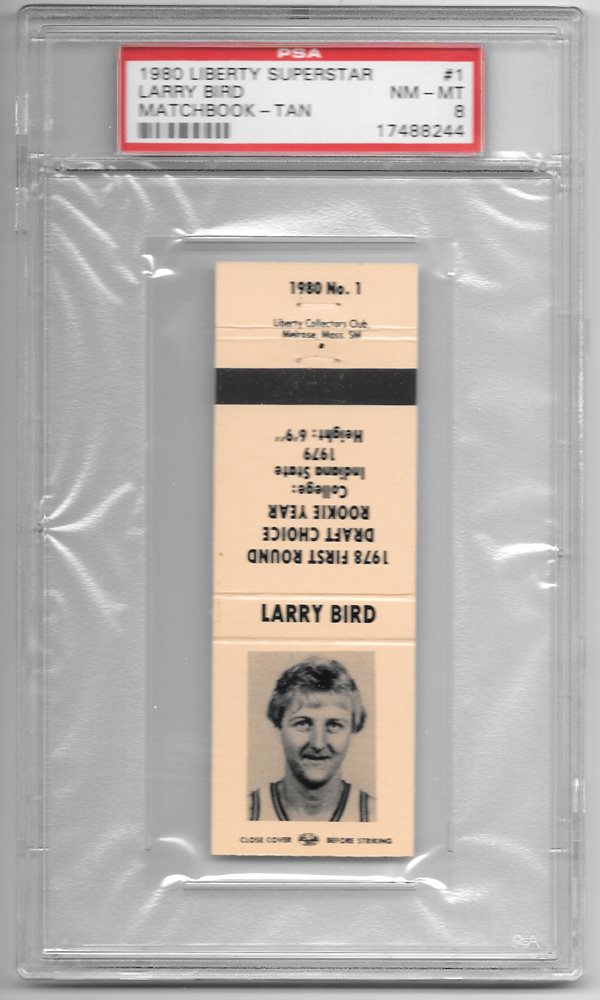 PSA
1980 LIBERTY SUPERSTAR #1
LARRY BIRD NM - MT
MATCHBOOK - TAN 8
17488244
1980 No. 1
Liberty Collectors Club
Melrose, Mass. SM
1978 FIRST ROUND
DRAFT CHOICE
ROOKIE YEAR
College:
Indiana State
1979
Height: 6'9''
LARRY BIRD
CLOSE COVER BEFORE STRIKING
PSA